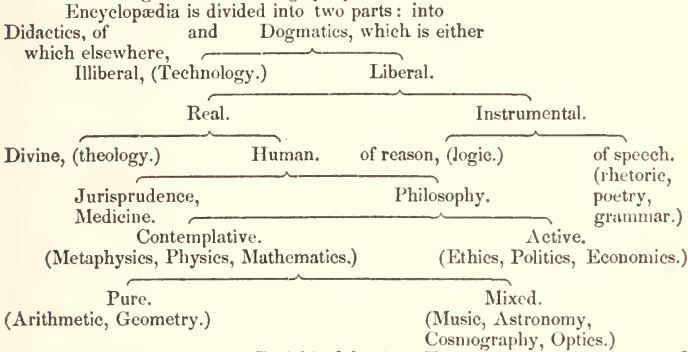 Encyclopædia is divided into two parts: into
Didactics, of and Dogmatics, which is either
which elsewhere,
Illiberal, (Technology.) Liberal.
Real. Instrumental.
Divine, (theology.) Human. of reason, (logic.) of speech.
(rhetoric,
Jurisprudence, Philosophy. poetry,
Medicine. grammar.)
Contemplative. Active.
(Metaphysics, Physics, Mathematics.) (Ethics, Politics, Economics.)
Pure. Mixed.
(Arithmetic, Geometry.) (Music, Astronomy,
Cosmography, Optics.)